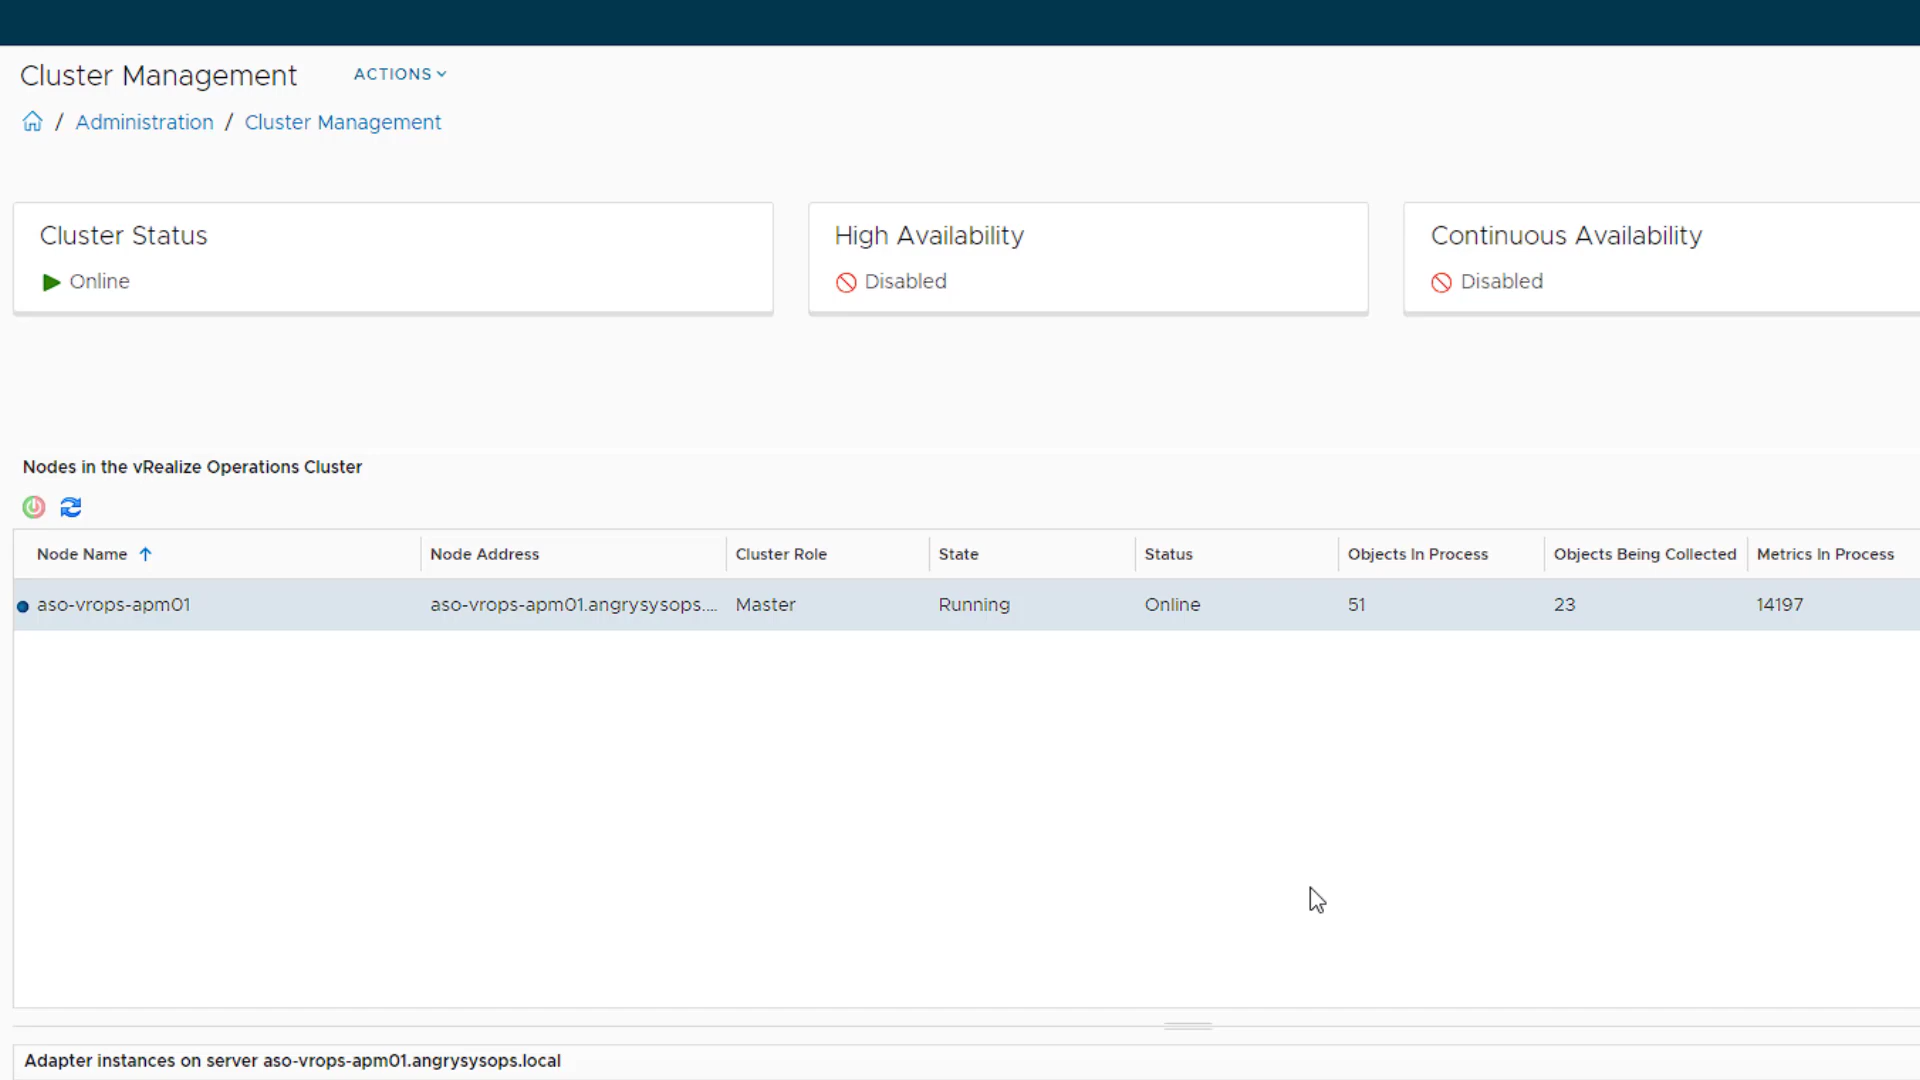 Cluster Management ACTIONS
/ Administration / Cluster Management
Cluster Status High Availability Continuous Availability
Online Disabled Disabled
Nodes in the vRealize Operations Cluster
Node Name Node Address Cluster Role State Status Objects In Process Objects Being Collected Metrics In Process
aso-vrops-apm01 aso-vrops-apm01.angrysysops.... Master Running Online 51 23 14197
Adapter instances on server aso-vrops-apm01.angrysysops.local